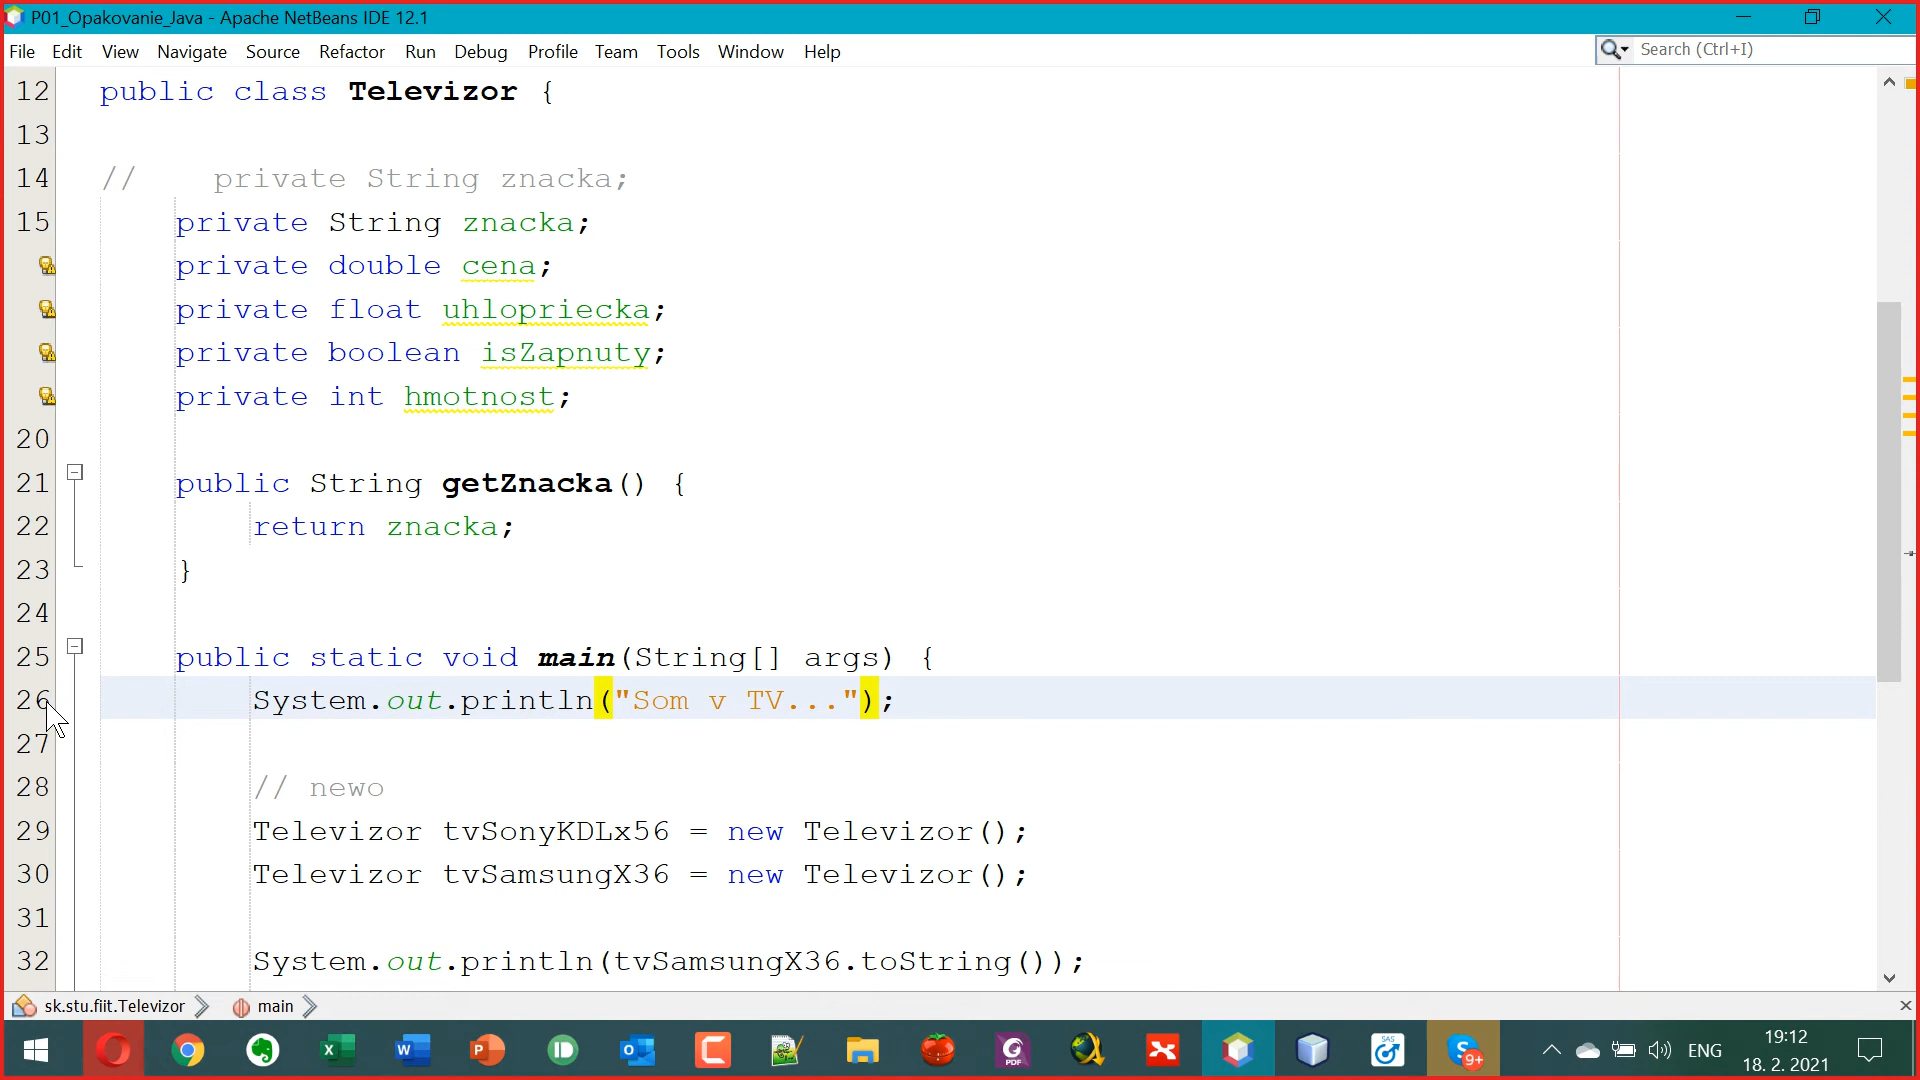 P01_Opakovanie_Java - Apache NetBeans IDE 12.1
File Edit View Navigate Source Refactor Run Debug Profile Team Tools Window Help
Search (Ctrl+I)
12 public class Televizor {
13
14 // private String znacka;
15 private String znacka;
private double cena;
private float uhlopriecka;
private boolean isZapnuty;
private int hmotnost;
20
21 public String getZnacka() {
22 return znacka;
23 }
24
25 public static void main(String[] args) {
26 System.out.println("Som v TV...");
27
28 // newo
29 Televizor tvSonyKDLx56 = new Televizor();
30 Televizor tvSamsungX36 = new Televizor();
31
32 System.out.println(tvSamsungX36.toString());
sk.stu.fiit.Televizor main
ENG
19:12
18. 2. 2021
9+
PDF
SAS